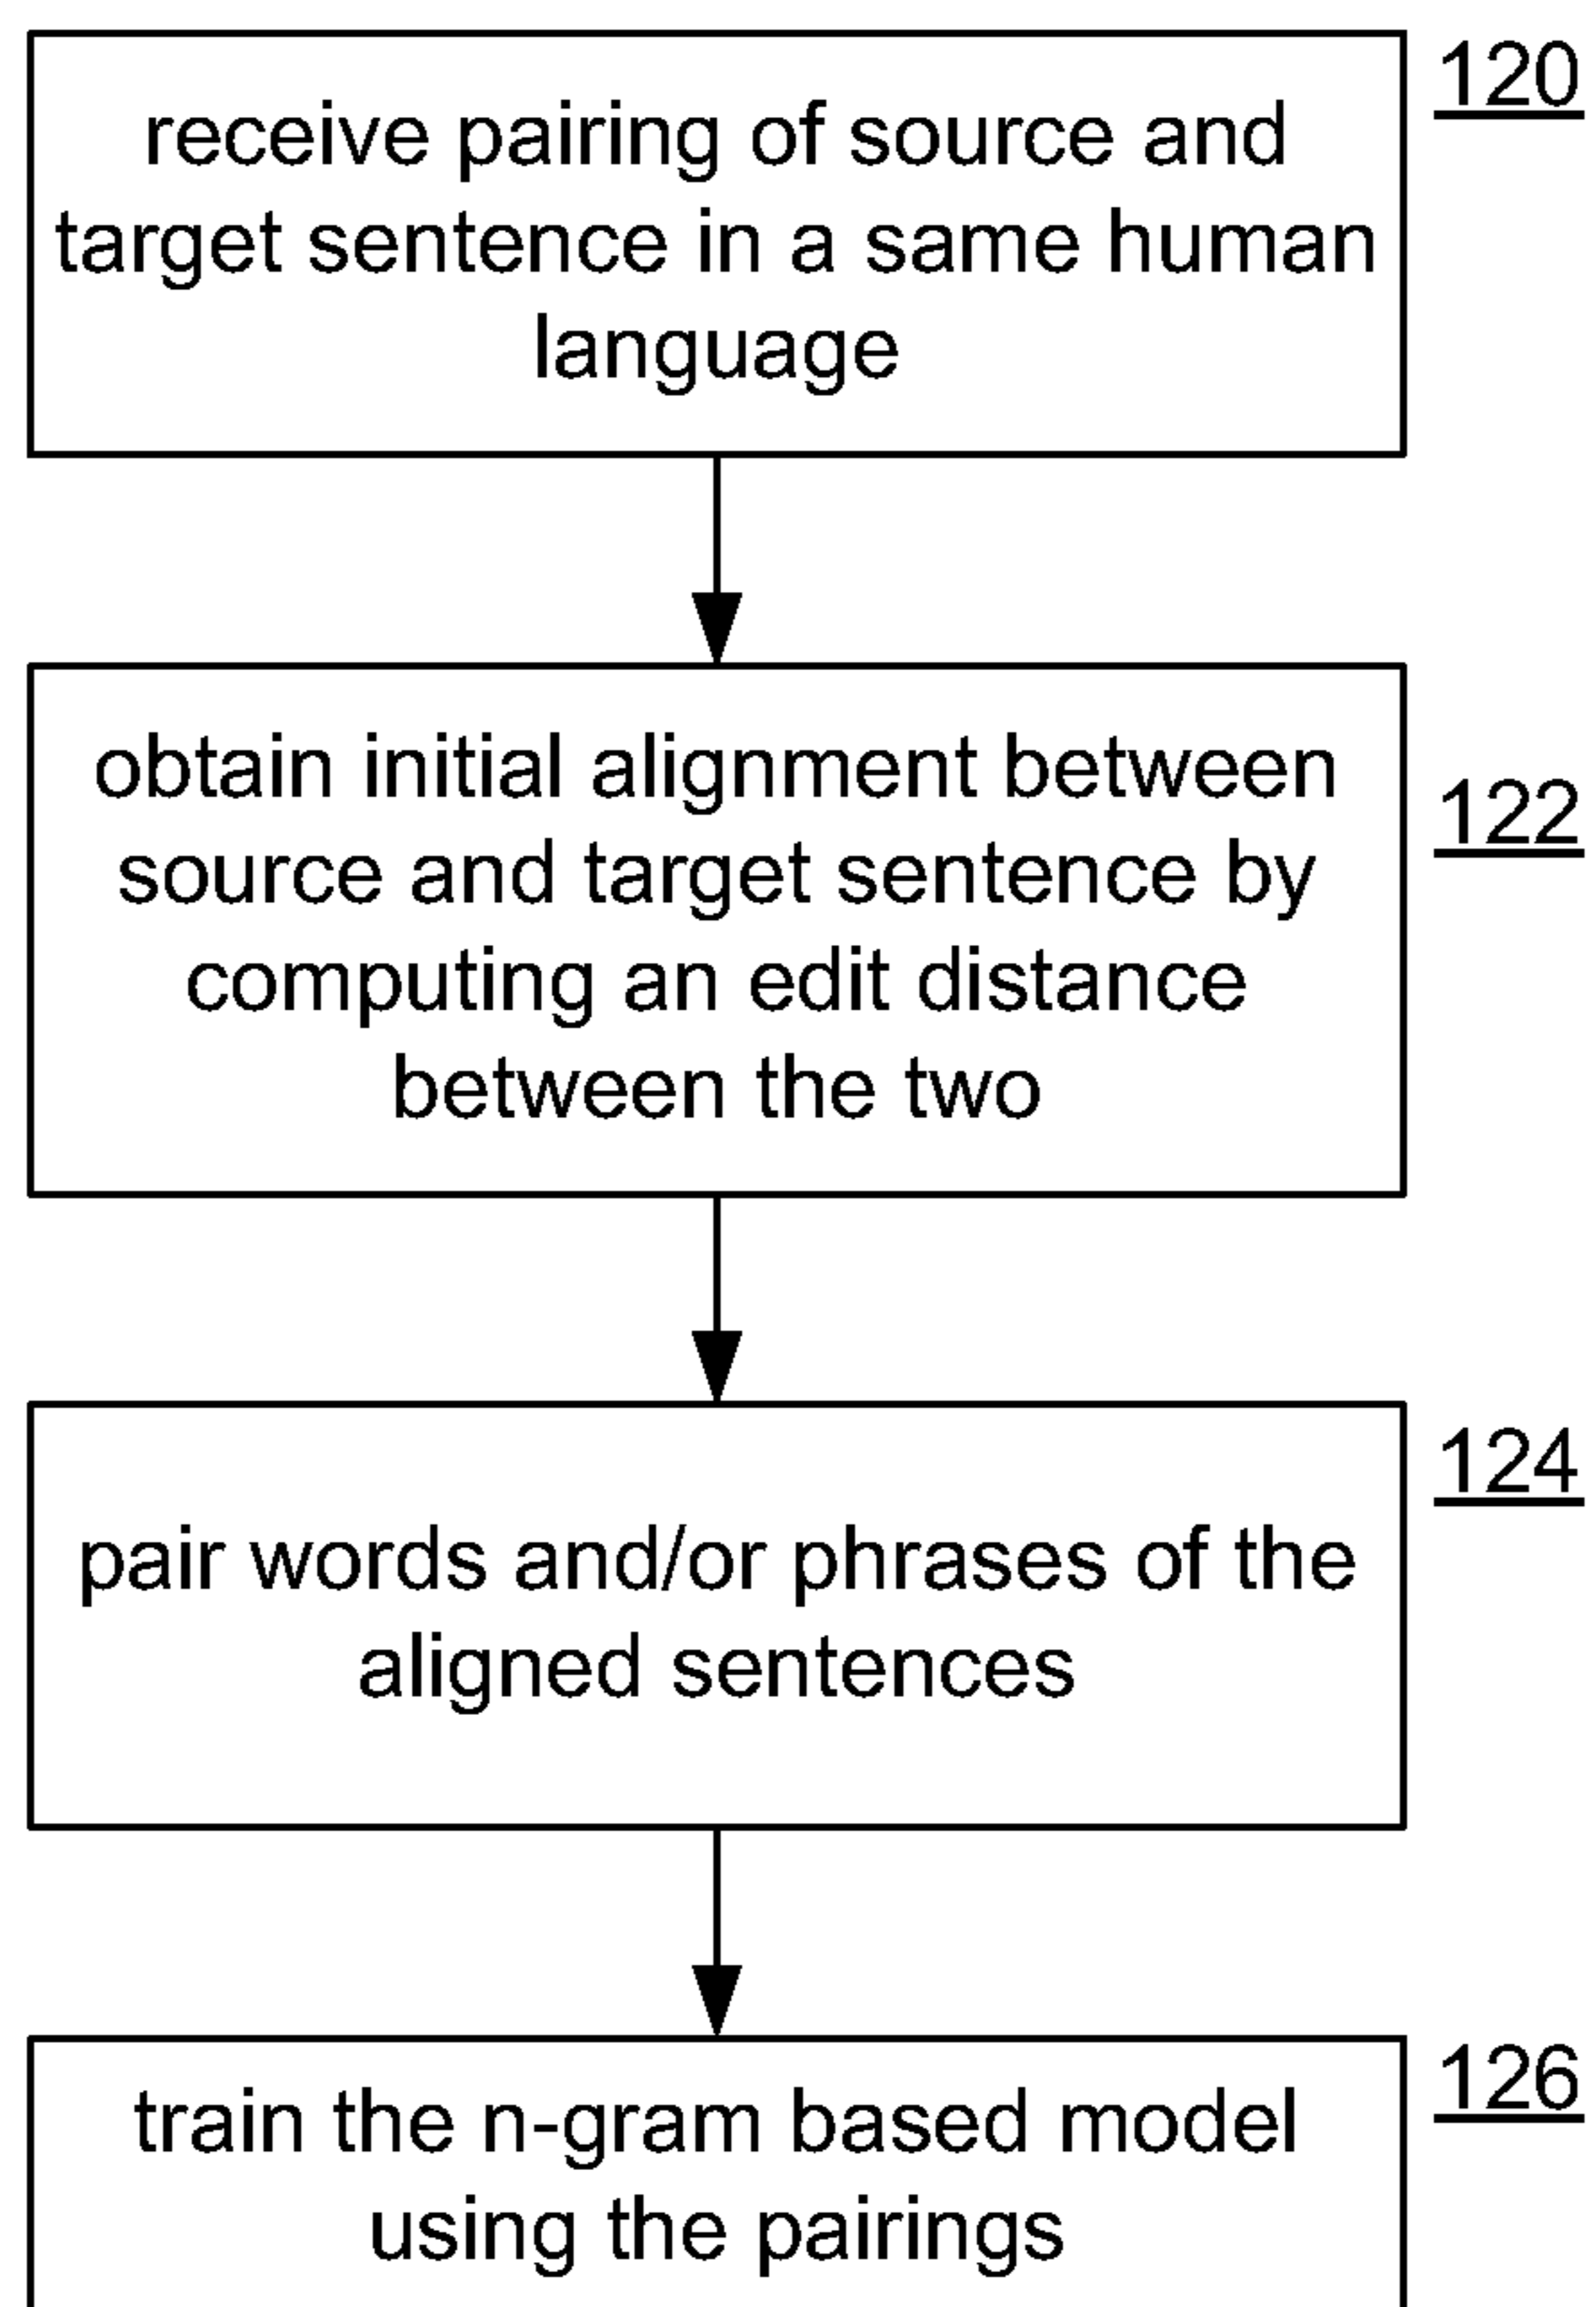 120
receive pairing of source and
target sentence in a same human
language
obtain initial alignment between
122
source and target sentence by
computing an edit distance
between the two
124
pair words and/or phrases of the
aligned sentences
126
train the n-gram based model
using the pairings